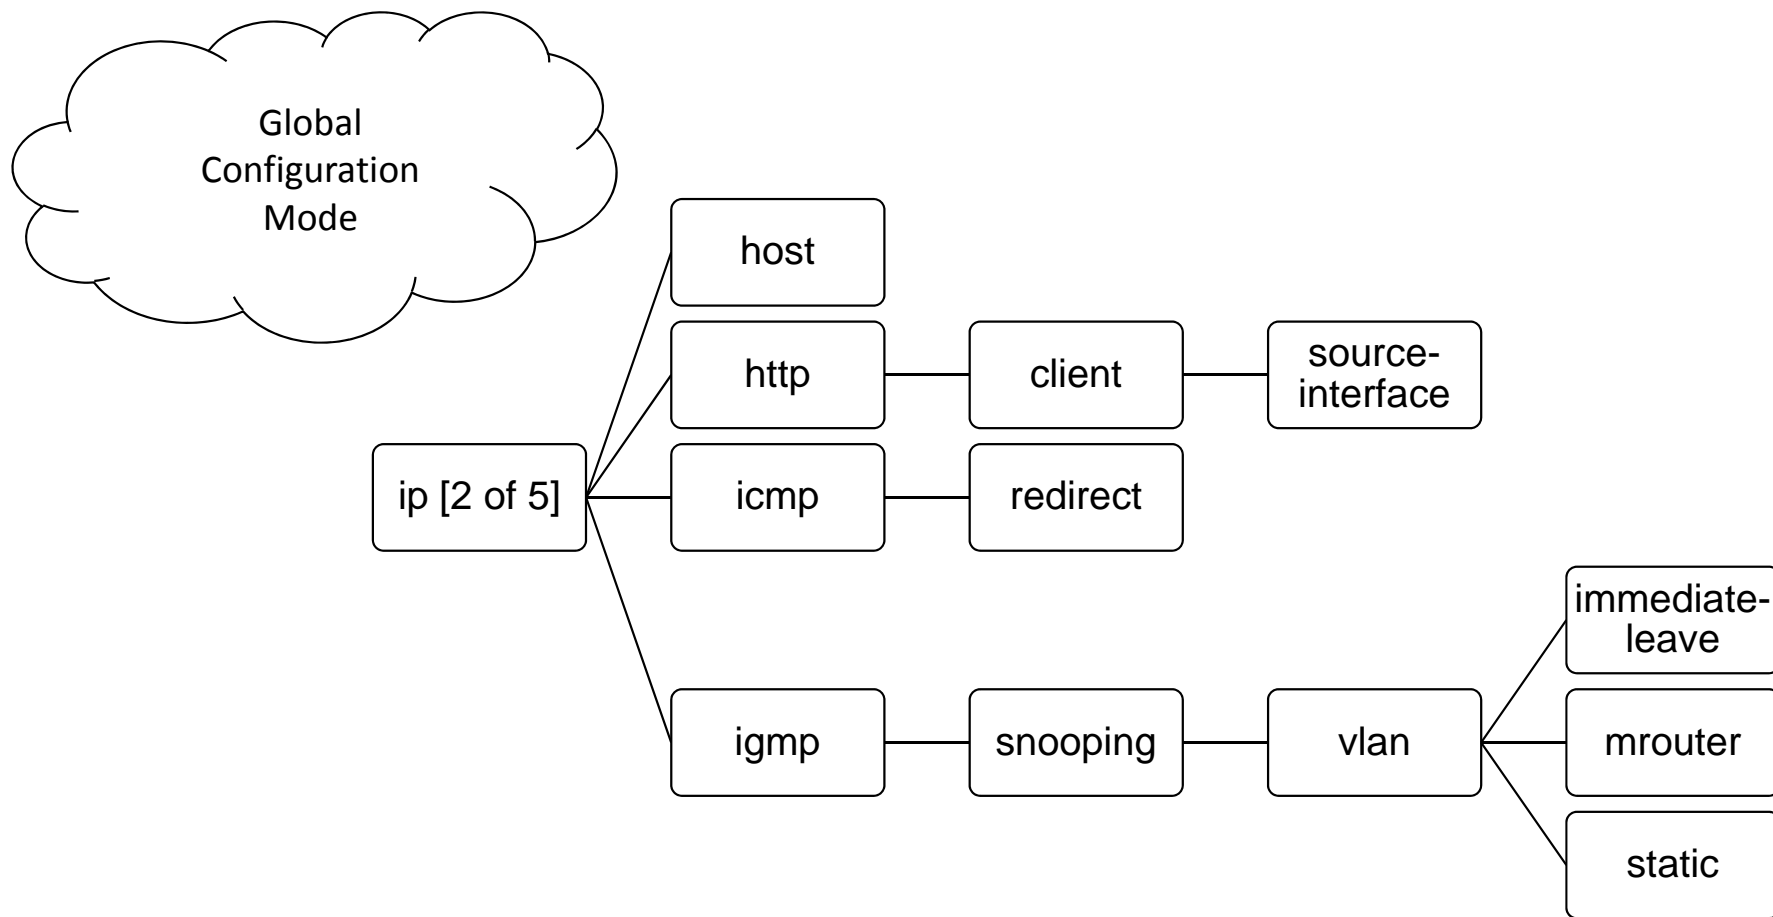 Global
Configuration
Mode
host
http
client
source-
interface
ip [2 of 5]
icmp
redirect
immediate-
leave
igmp
snooping
vlan
mrouter
static